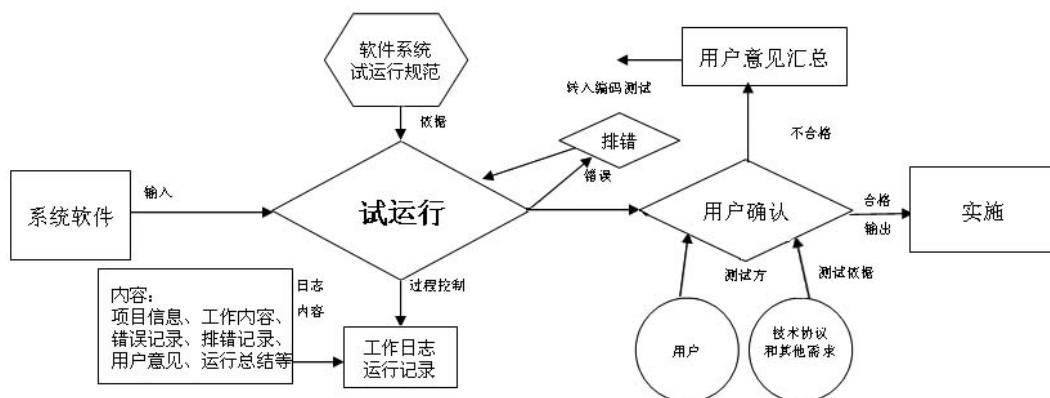 软件系统
试运行规范
依据
用户意见汇总
转入编码测试
排错
错误
不合格
系统软件
输入
试运行
用户确认
合格
输出
实施
过程控制
日志
内容
内容:
项目信息、工作内容、
错误记录、排错记录、
用户意见、运行总结等
工作日志
运行记录
测试方
测试依据
用户
技术协议
和其他需求